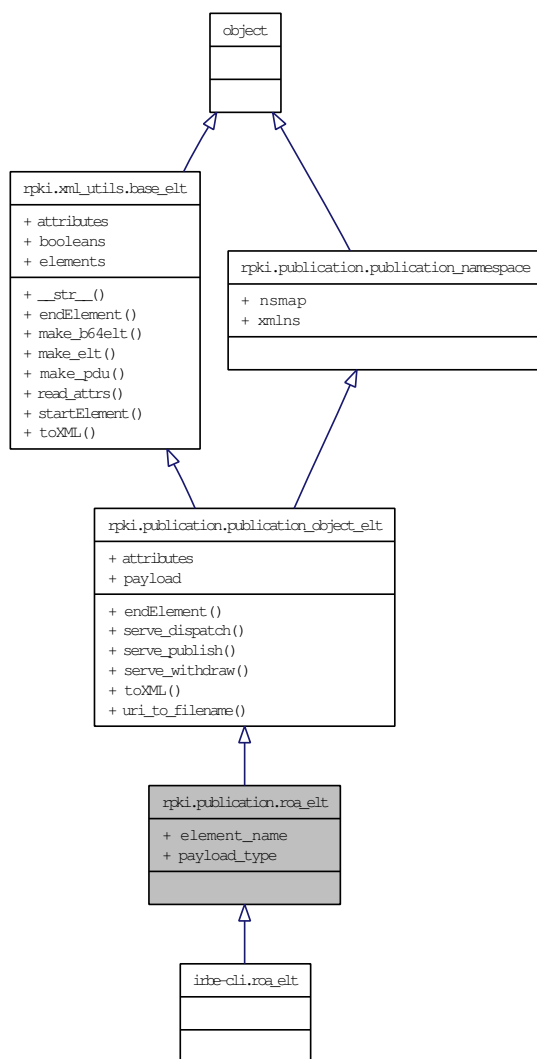 object
rpki.xml_utils.base_elt
+ attributes
+ booleans
+ elements
+ __str__()
+ endElement()
+ make_b64elt()
+ make_elt()
+ make_pdu()
+ read_attrs()
+ startElement()
+ toXML()
rpki.publication.publication_namespace
+ nsmap
+ xmlns
rpki.publication.publication_object_elt
+ attributes
+ payload
+ endElement()
+ serve_dispatch()
+ serve_publish()
+ serve_withdraw()
+ toXML()
+ uri_to_filename()
rpki.publication.roa_elt
+ element_name
+ payload_type
irbe-cli.roa_elt